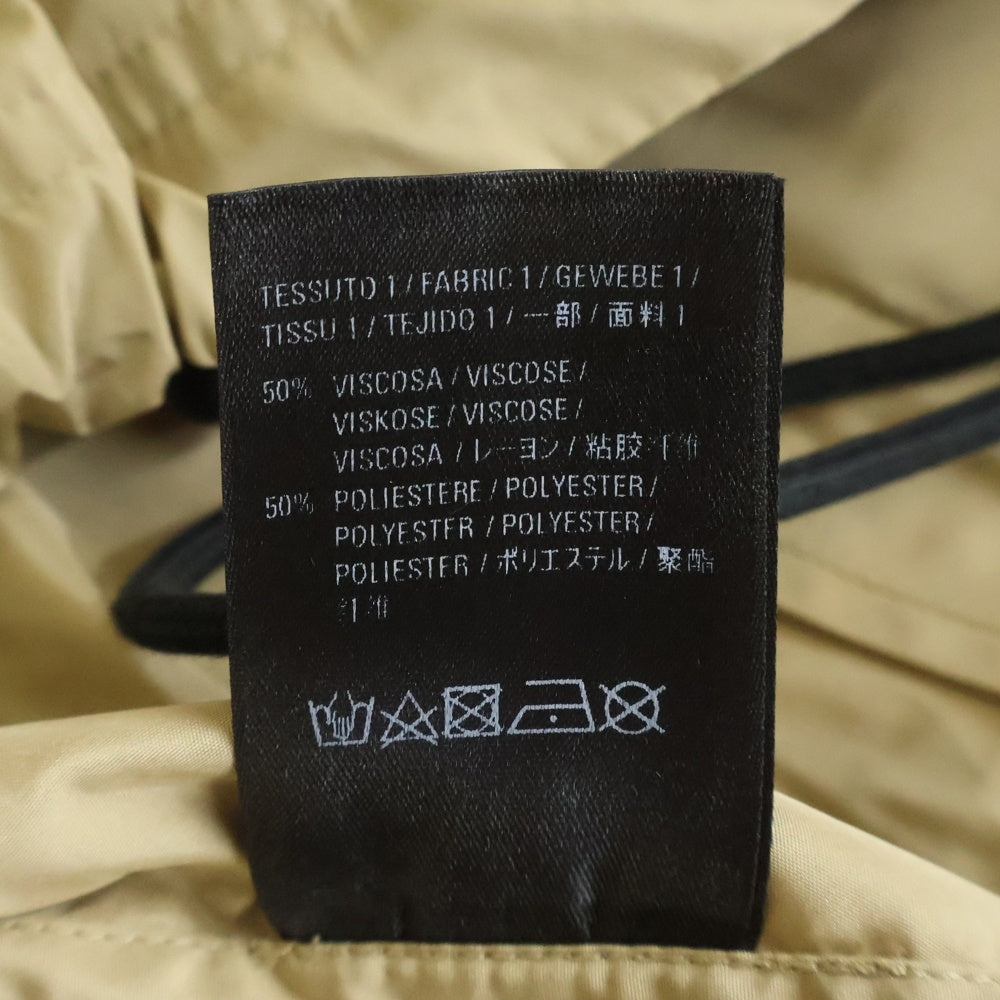 TESSUTO 1 / FABRIC 1 / GEWEBE 1 /
TISSU 1 / TEJIDO 1 / 一部 / 面料 1
50% VISCOSA / VISCOSE /
VISKOSE / VISCOSE /
VISCOSA / レーヨン / 粘胶纤维
50% POLIESTERE / POLYESTER /
POLYESTER / POLYESTER /
POLIESTER / ポリエステル / 聚酯
纤维